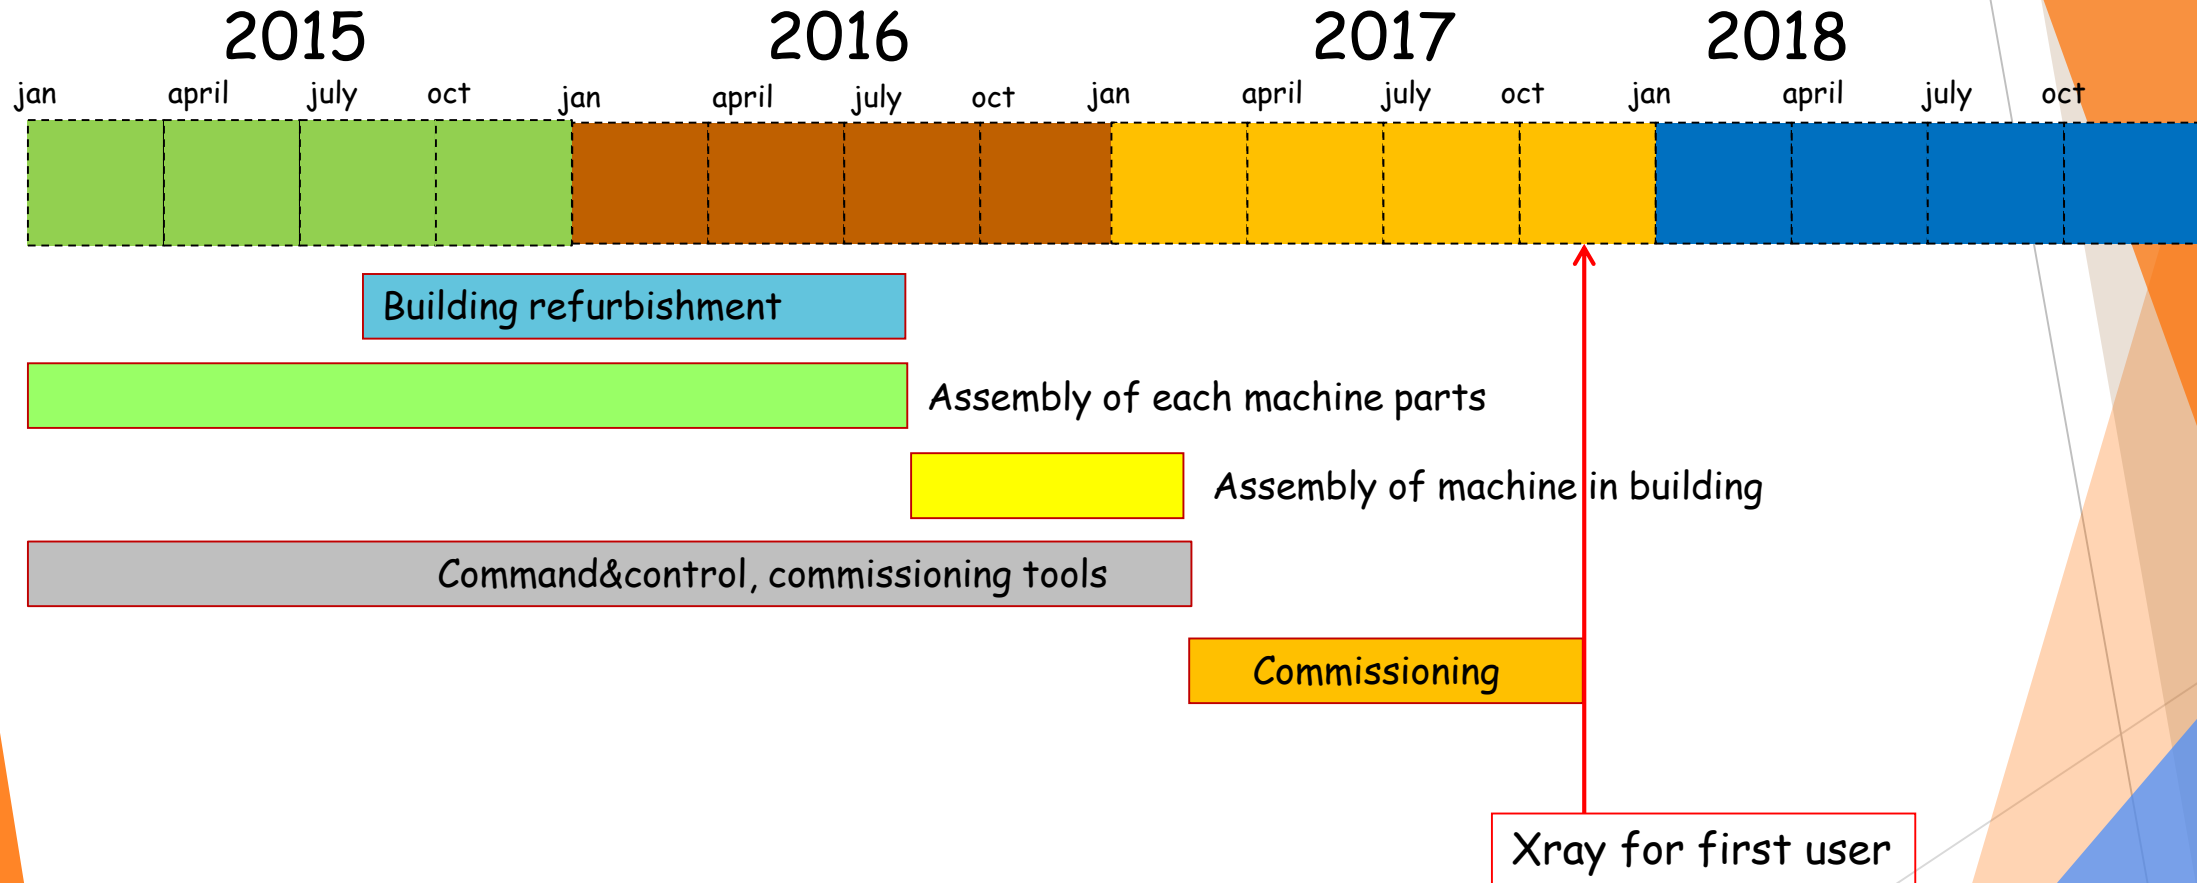 2015 2016 2017 2018
jan april july oct jan april july oct jan april july oct jan april july oct
Building refurbishment
Assembly of each machine parts
Assembly of machine in building
Command&control, commissioning tools
Commissioning
Xray for first user